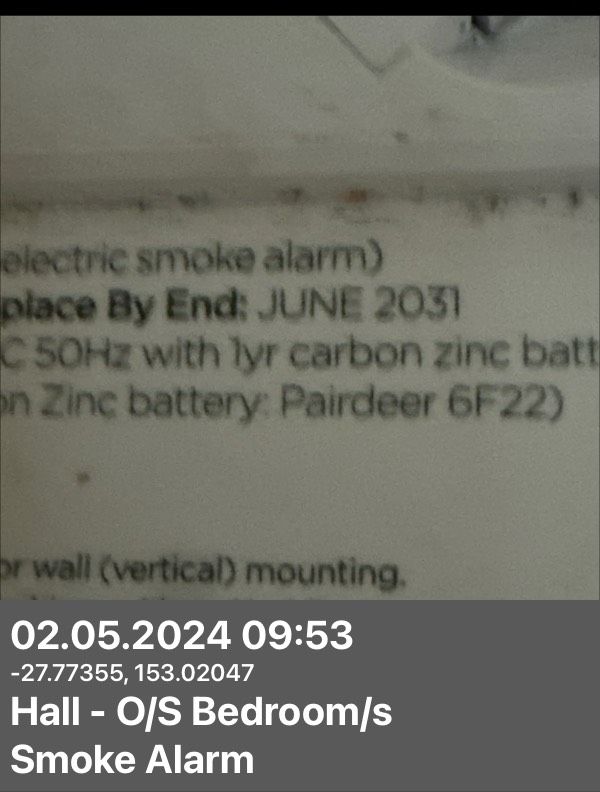 electric smoke alarm)
place By End: JUNE 2031
C 50Hz with 1yr carbon zinc batt
on Zinc battery: Pairdeer 6F22)
or wall (vertical) mounting.
02.05.2024 09:53
-27.77355, 153.02047
Hall - O/S Bedroom/s
Smoke Alarm